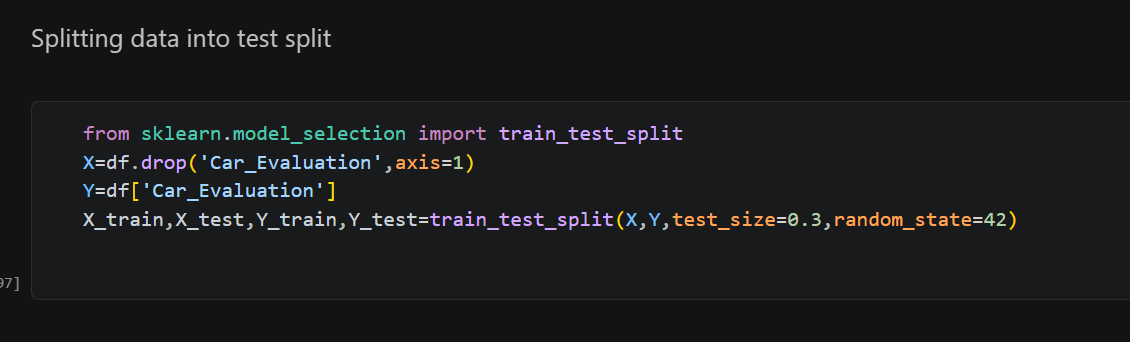 Splitting data into test split
from sklearn.model_selection import train_test_split
X=df.drop('Car_Evaluation',axis=1)
Y=df['Car_Evaluation']
X_train,X_test,Y_train,Y_test=train_test_split(X,Y,test_size=0.3,random_state=42)
97]